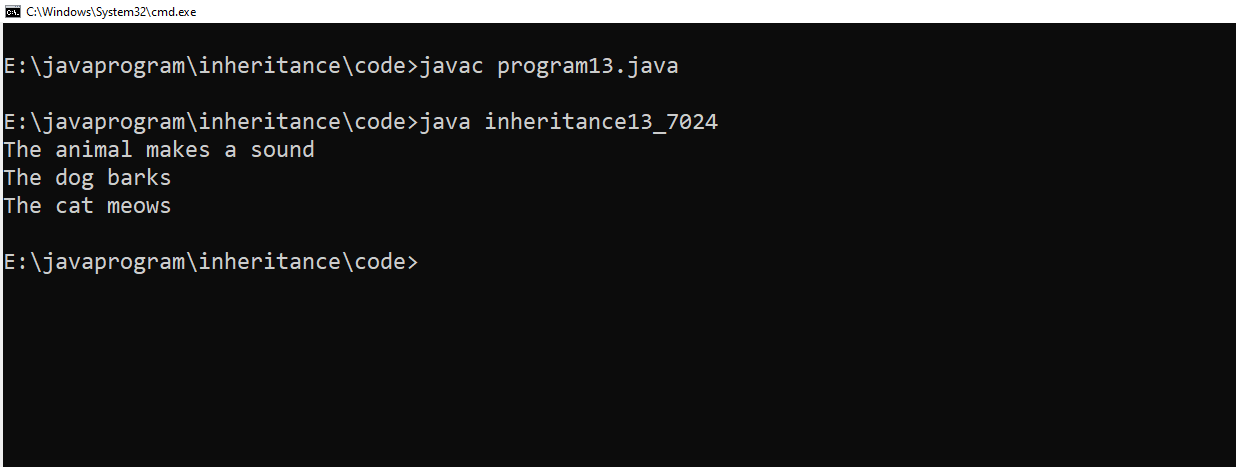 C:\Windows\System32\cmd.exe
E:\javaprogram\inheritance\code>javac program13.java
E:\javaprogram\inheritance\code>java inheritance13_7024
The animal makes a sound
The dog barks
The cat meows
E:\javaprogram\inheritance\code>